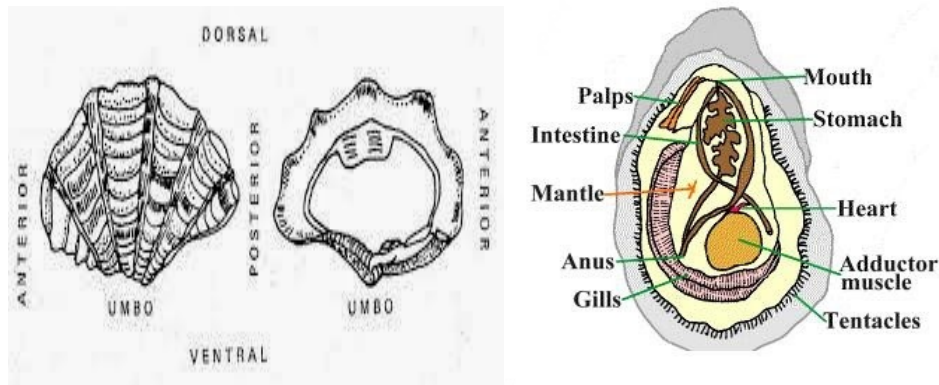 DORSAL
ANTERIOR
POSTERIOR
ANTERIOR
UMBO
UMBO
VENTRAL
Mouth
Palps
Stomach
Intestine
Mantle
Heart
Anus
Adductor
muscle
Gills
Tentacles